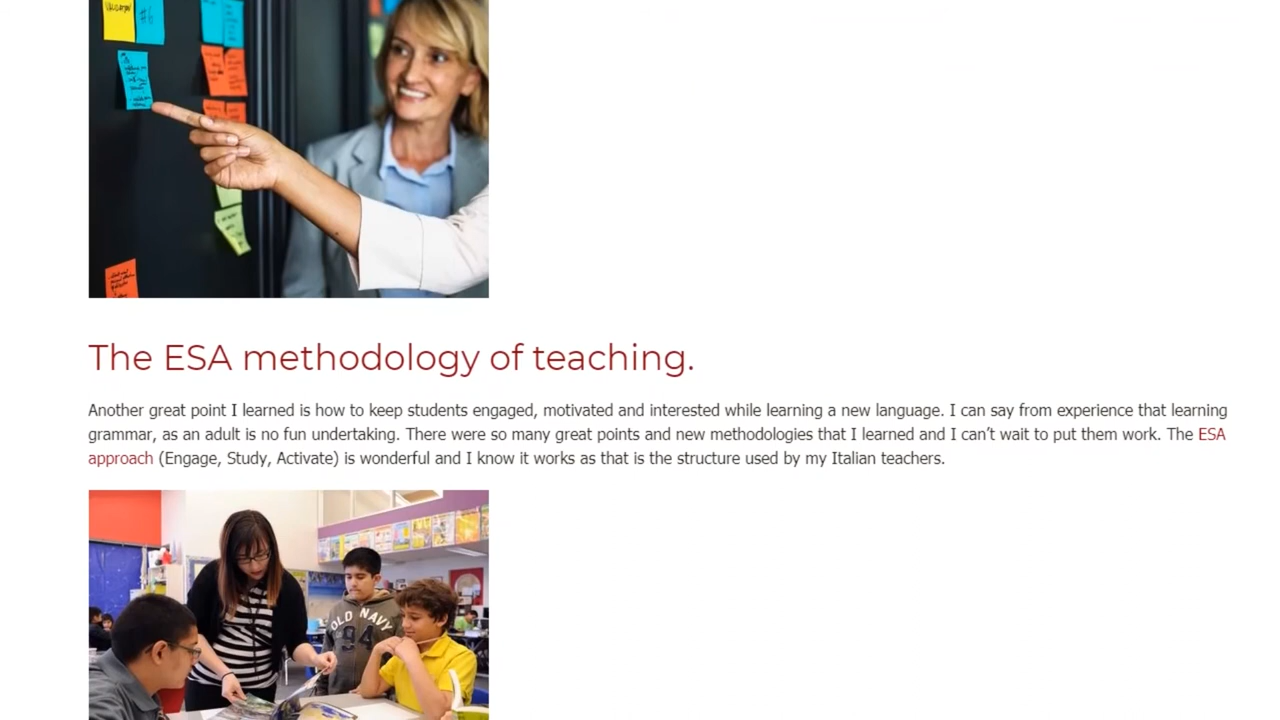 VALIDATION
#6
The ESA methodology of teaching.
Another great point I learned is how to keep students engaged, motivated and interested while learning a new language. I can say from experience that learning
grammar, as an adult is no fun undertaking. There were so many great points and new methodologies that I learned and I can’t wait to put them work. The ESA
approach (Engage, Study, Activate) is wonderful and I know it works as that is the structure used by my Italian teachers.
OLD NAVY
94